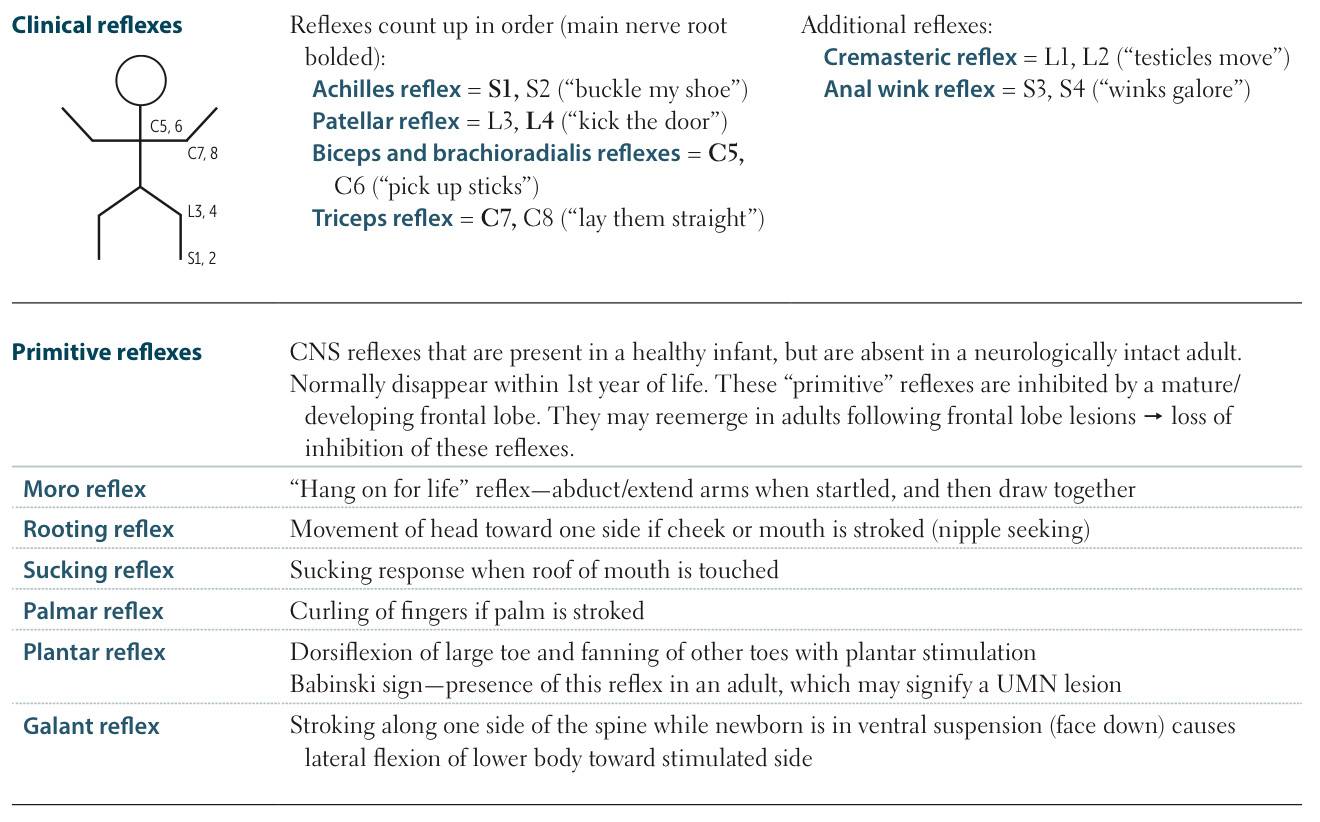 Clinical reflexes
C5, 6
C7, 8
L3, 4
S1, 2
Reflexes count up in order (main nerve root
bolded):
Achilles reflex = S1, S2 (“buckle my shoe”)
Patellar reflex = L3, L4 (“kick the door”)
Biceps and brachioradialis reflexes = C5,
C6 (“pick up sticks”)
Triceps reflex = C7, C8 (“lay them straight”)
Additional reflexes:
Cremasteric reflex = L1, L2 (“testicles move”)
Anal wink reflex = S3, S4 (“winks galore”)
Primitive reflexes
CNS reflexes that are present in a healthy infant, but are absent in a neurologically intact adult.
Normally disappear within 1st year of life. These “primitive” reflexes are inhibited by a mature/
developing frontal lobe. They may reemerge in adults following frontal lobe lesions → loss of
inhibition of these reflexes.
Moro reflex
“Hang on for life” reflex—abduct/extend arms when startled, and then draw together
Rooting reflex
Movement of head toward one side if cheek or mouth is stroked (nipple seeking)
Sucking reflex
Sucking response when roof of mouth is touched
Palmar reflex
Curling of fingers if palm is stroked
Plantar reflex
Dorsiflexion of large toe and fanning of other toes with plantar stimulation
Babinski sign—presence of this reflex in an adult, which may signify a UMN lesion
Galant reflex
Stroking along one side of the spine while newborn is in ventral suspension (face down) causes
lateral flexion of lower body toward stimulated side